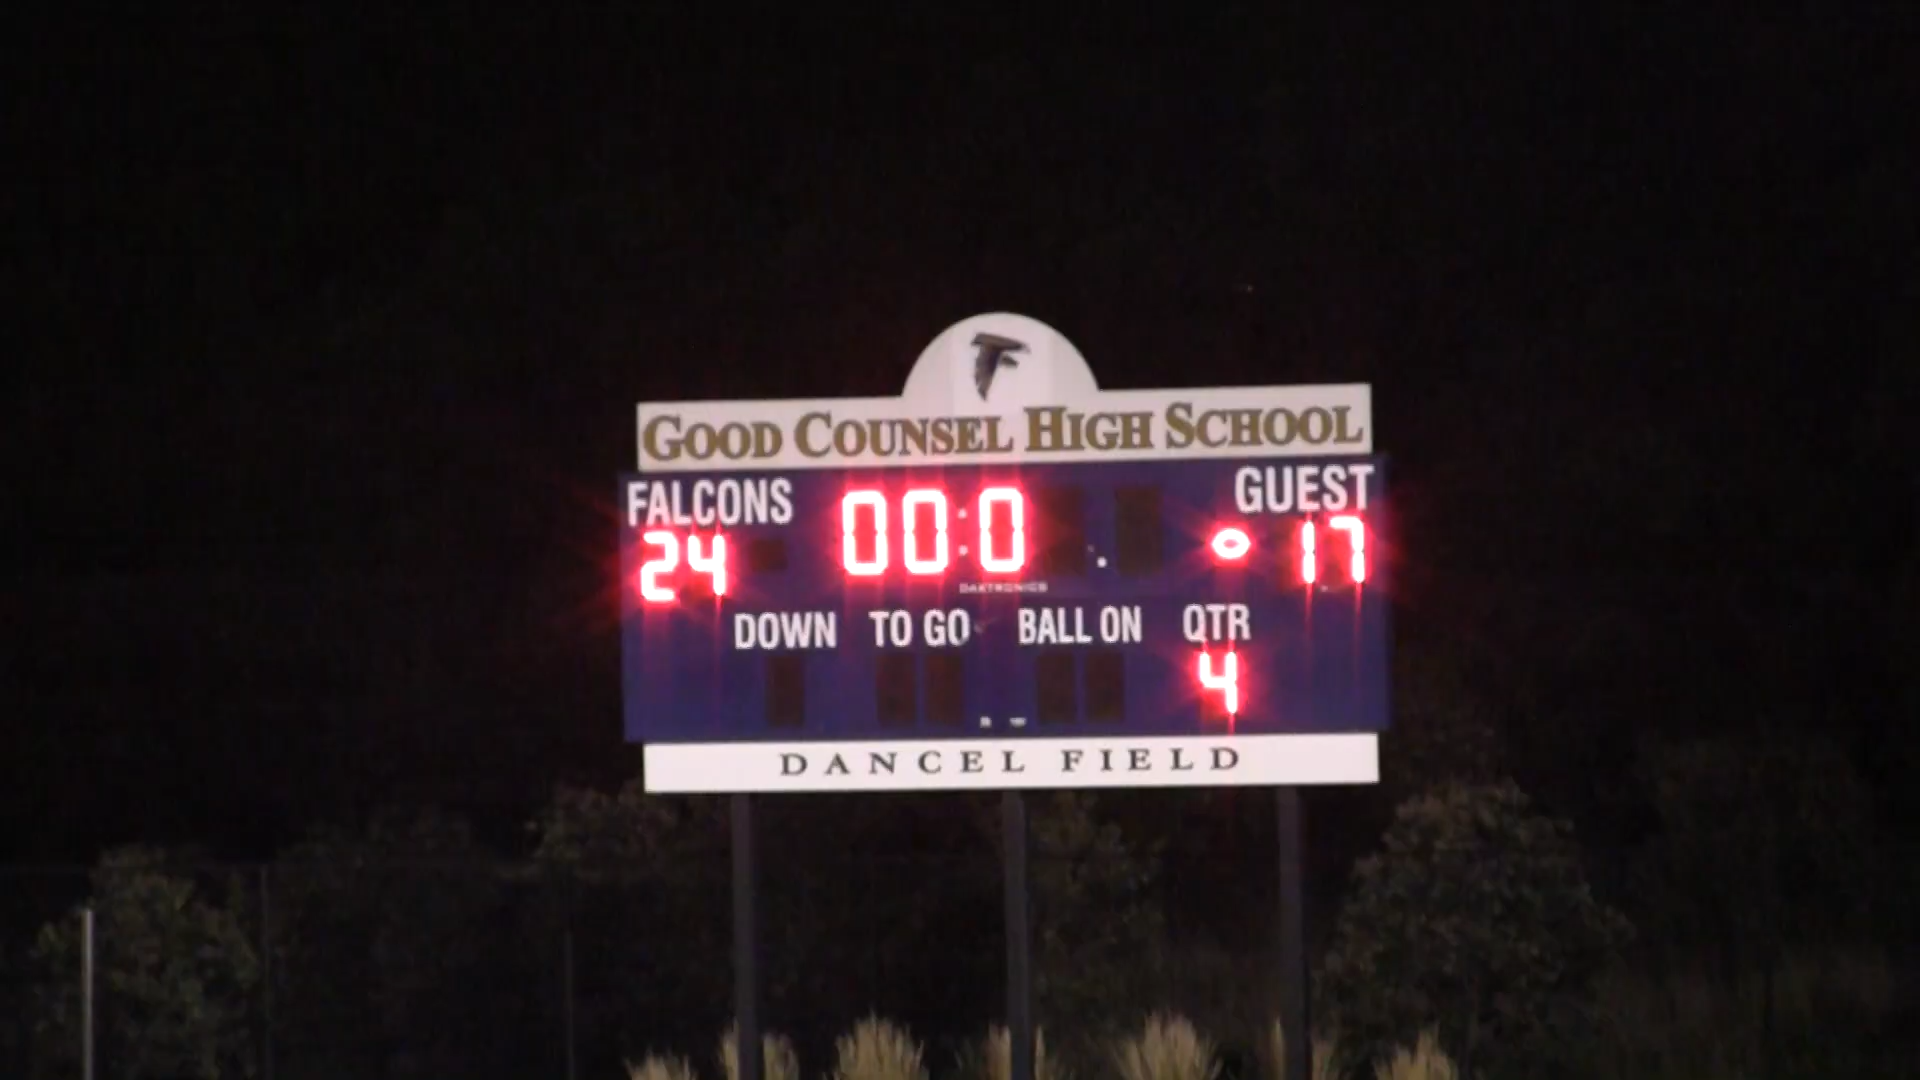 GOOD COUNSEL HIGH SCHOOL
FALCONS 00:0 GUEST
24 17
DAKTRONICS
DOWN TO GO BALL ON QTR
4
DANCEL FIELD